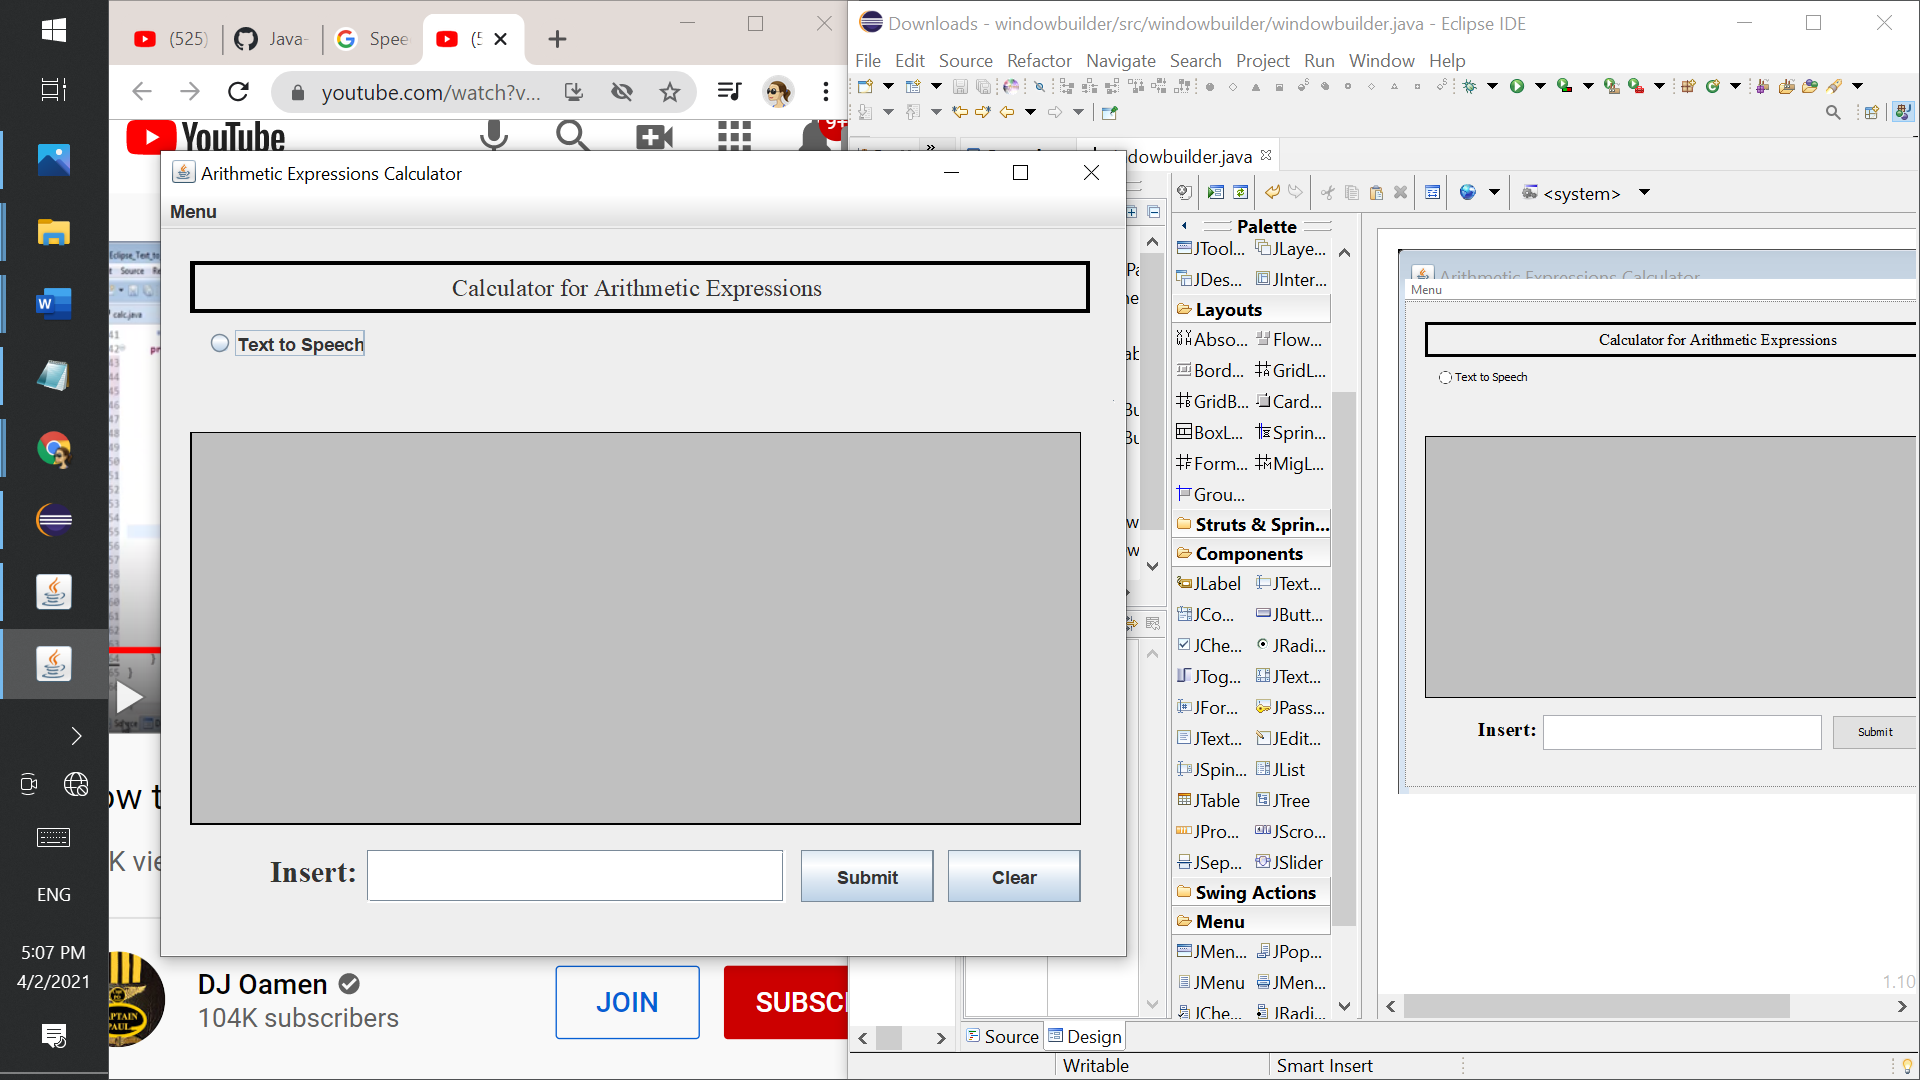 (525)
Java-
Spee
youtube.com/watch?v...
YouTube
9+
Eclipse_Text_to
calc.java
DJ Oamen
104K subscribers
JOIN
SUBSC
ENG
5:07 PM
4/2/2021
Arithmetic Expressions Calculator
Menu
Calculator for Arithmetic Expressions
Text to Speech
Insert:
Submit
Clear
Downloads - windowbuilder/src/windowbuilder/windowbuilder.java - Eclipse IDE
File Edit Source Refactor Navigate Search Project Run Window Help
dowbuilder.java
<system>
Palette
JTool... JLaye...
JDes... JInter...
Layouts
Abso... Flow...
Bord... GridL...
GridB... Card...
BoxL... Sprin...
Form... MigL...
Grou...
Struts & Sprin...
Components
JLabel JText...
JCo... JButt...
JChe... JRadi...
JTog... JText...
JFor... JPass...
JText... JEdit...
JSpin... JList
JTable JTree
JPro... JScro...
JSep... JSlider
Swing Actions
Menu
JMen... JPop...
JMenu JMen...
JChe... JRadi...
Arithmetic Expressions Calculator
Menu
Calculator for Arithmetic Expressions
Text to Speech
Insert:
Submit
1.10
Source Design
Writable Smart Insert